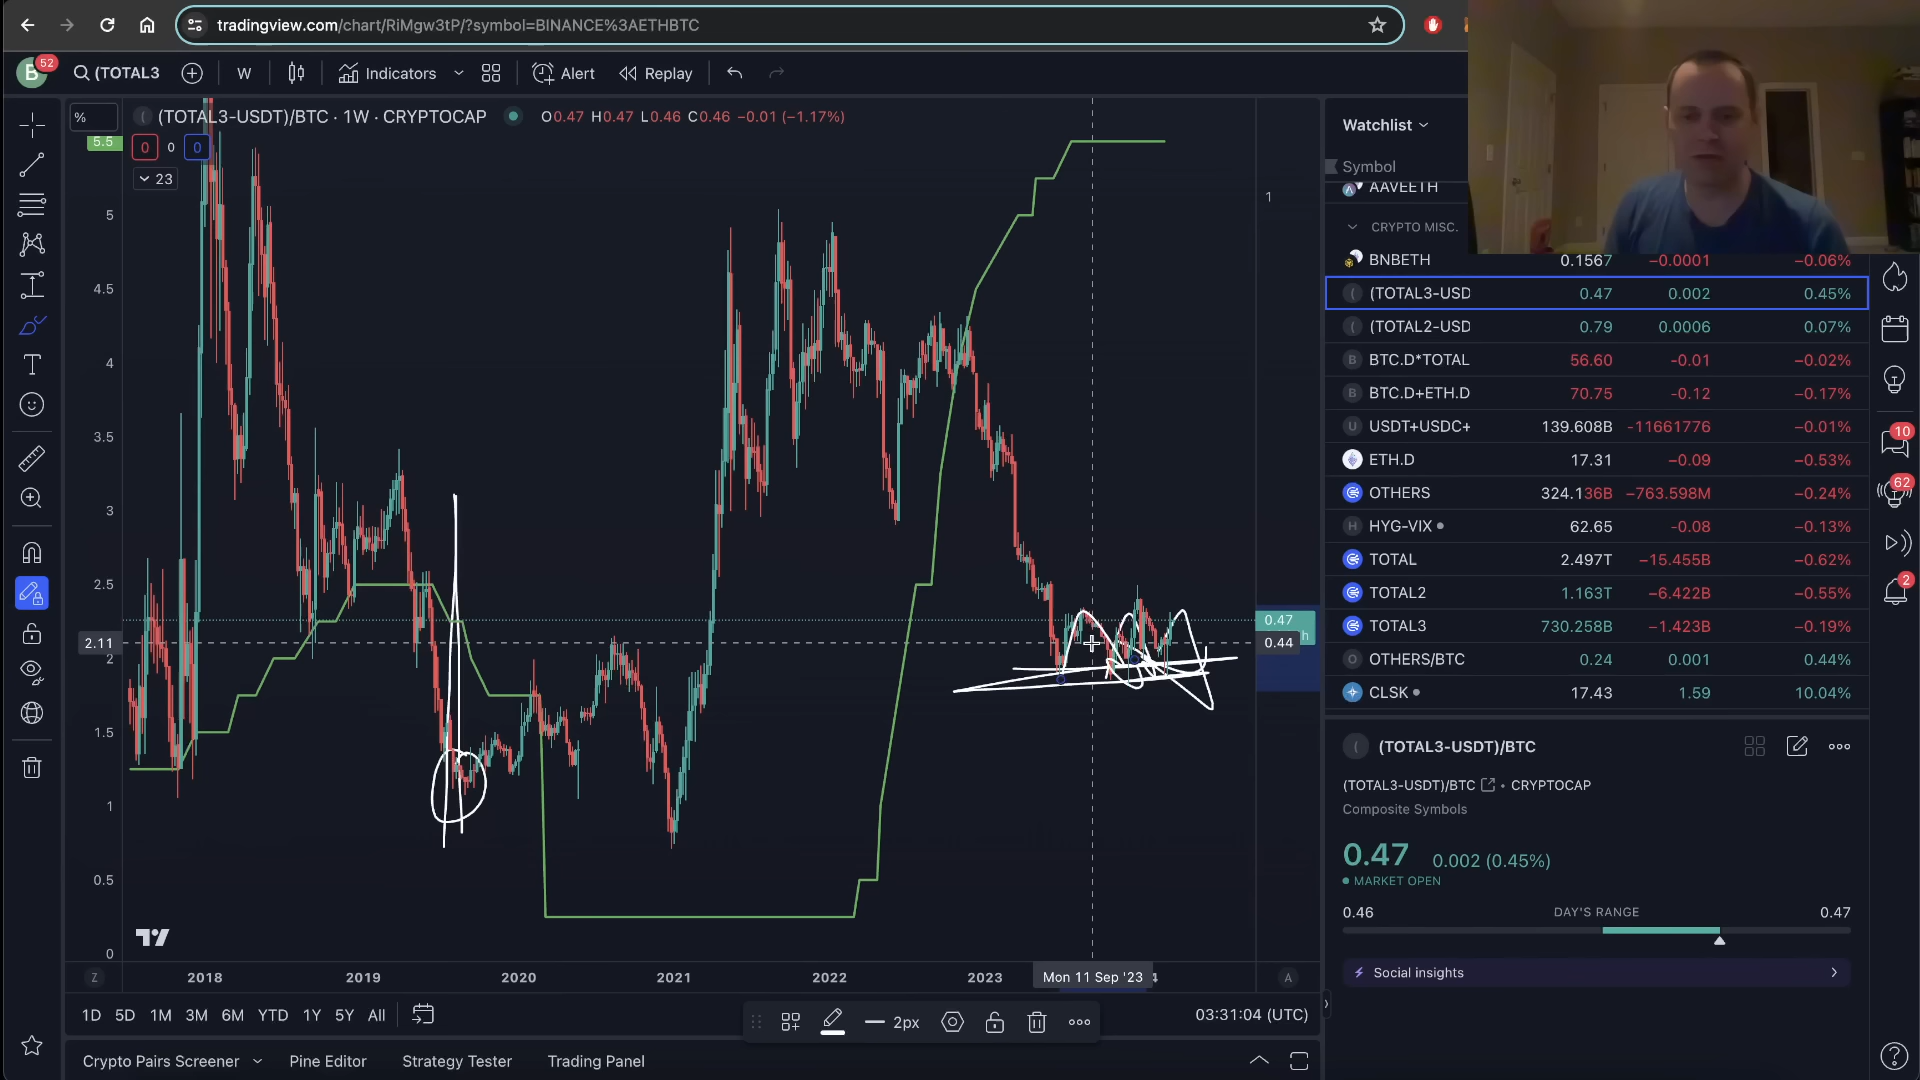 tradingview.com/chart/RiMgw3tP/?symbol=BINANCE%3AETHBTC
B 52 (TOTAL3 W Indicators Alert Replay
% (TOTAL3-USDT)/BTC · 1W · CRYPTOCAP O0.47 H0.47 L0.46 C0.46 −0.01 (−1.17%)
5.5 0 0 0
23
5
4.5
4
3.5
3
2.5
2.11
2
1.5
1
0.5
0
1
0.47
0.44 h
Z 2018 2019 2020 2021 2022 2023 Mon 11 Sep '23 4 A
1D 5D 1M 3M 6M YTD 1Y 5Y All
2px
03:31:04 (UTC)
Crypto Pairs Screener Pine Editor Strategy Tester Trading Panel
Watchlist
Symbol
AAVEETH
CRYPTO MISC.
BNBETH 0.1567 −0.0001 −0.06%
(TOTAL3-USD 0.47 0.002 0.45%
(TOTAL2-USD 0.79 0.0006 0.07%
B BTC.D*TOTAL 56.60 −0.01 −0.02%
B BTC.D+ETH.D 70.75 −0.12 −0.17%
U USDT+USDC+ 139.608B -11661776 −0.01%
ETH.D 17.31 −0.09 −0.53%
OTHERS 324.136B −763.598M −0.24%
H HYG-VIX 62.65 −0.08 −0.13%
TOTAL 2.497T −15.455B −0.62%
TOTAL2 1.163T −6.422B −0.55%
TOTAL3 730.258B −1.423B −0.19%
O OTHERS/BTC 0.24 0.001 0.44%
CLSK 17.43 1.59 10.04%
( (TOTAL3-USDT)/BTC
(TOTAL3-USDT)/BTC • CRYPTOCAP
Composite Symbols
0.47 0.002 (0.45%)
MARKET OPEN
0.46 DAY'S RANGE 0.47
Social insights
10
62
2